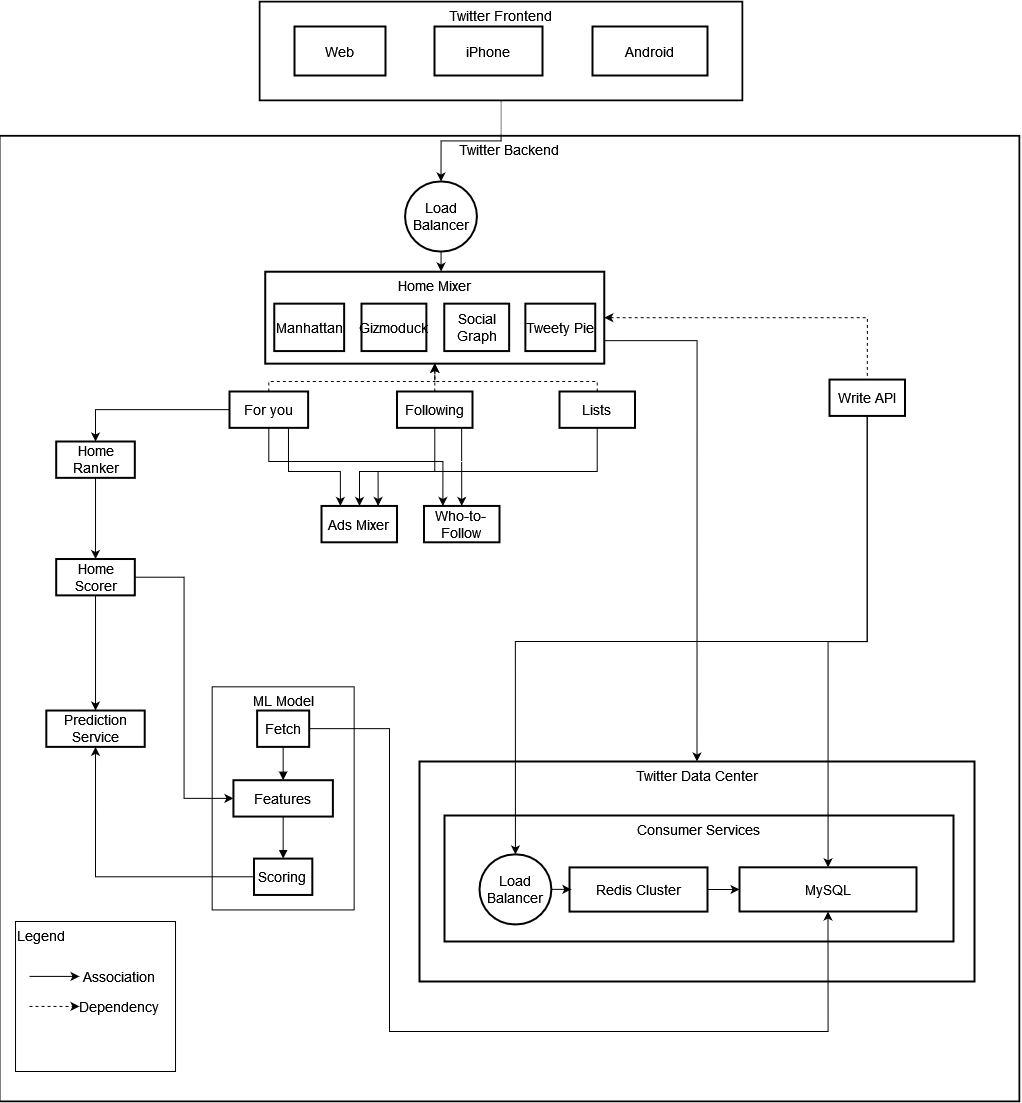 Twitter Frontend
Web
iPhone
Android
Twitter Backend
Load
Balancer
Home Mixer
Manhattan
Gizmoduck
Social
Graph
Tweety Pie
For you
Following
Lists
Write API
Home
Ranker
Ads Mixer
Who-to-
Follow
Home
Scorer
ML Model
Fetch
Prediction
Service
Features
Scoring
Twitter Data Center
Consumer Services
Load
Balancer
Redis Cluster
MySQL
Legend
Association
Dependency